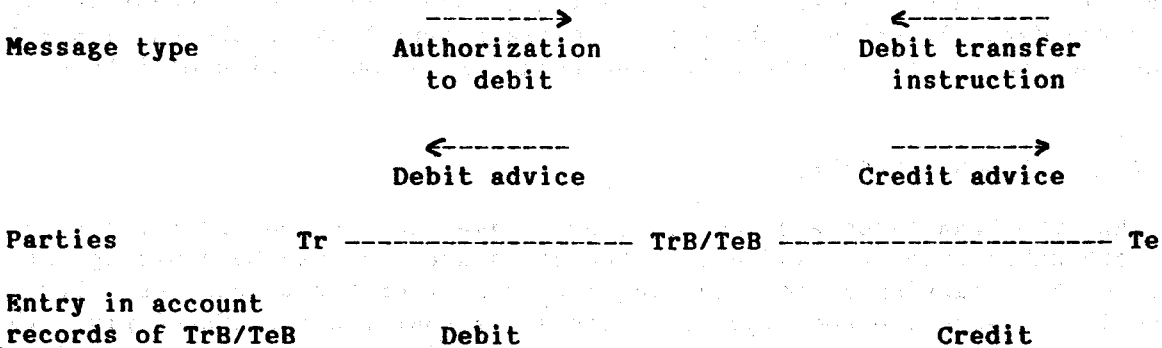 --------->                    <---------
Message type    Authorization    Debit transfer
to debit    instruction
<---------                    --------->
Debit advice    Credit advice
Parties    Tr ------------------ TrB/TeB --------------------- Te
Entry in account
records of TrB/TeB    Debit    Credit